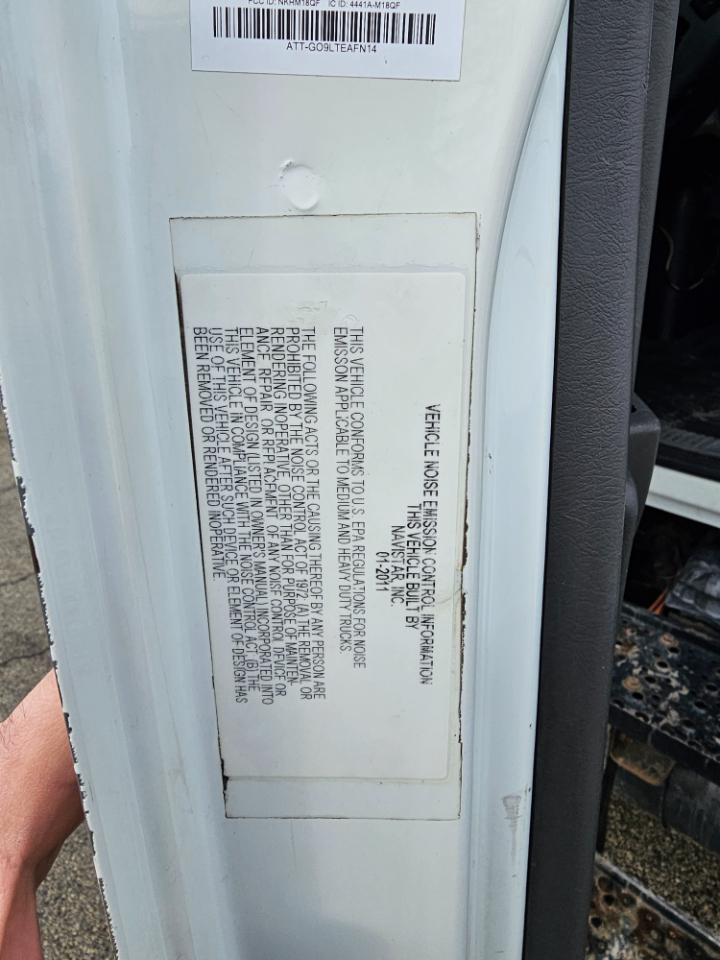 FCC ID: NKRM18QF IC ID: 4441A-M18QF
ATT-GO9LTEAFN14
VEHICLE NOISE EMISSION CONTROL INFORMATION
THIS VEHICLE BUILT BY
NAVISTAR, INC.
01-2011
THIS VEHICLE CONFORMS TO U.S. EPA REGULATIONS FOR NOISE
EMISSON APPLICABLE TO MEDIUM AND HEAVY DUTY TRUCKS.
THE FOLLOWING ACTS OR THE CAUSING THEREOF BY ANY PERSON ARE
PROHIBITED BY THE NOISE CONTROL ACT OF 1972. (A) THE REMOVAL OR
RENDERING INOPERATIVE, OTHER THAN FOR PURPOSE OF MAINTEN-
ANCE REPAIR OR REPLACEMENT OF ANY NOISE CONTROL DEVICE OR
ELEMENT OF DESIGN (LISTED IN OWNER'S MANUAL) INCORPORATED INTO
THIS VEHICLE IN COMPLIANCE WITH THE NOISE CONTROL ACT. (B) THE
USE OF THIS VEHICLE AFTER SUCH DEVICE OR ELEMENT OF DESIGN HAS
BEEN REMOVED OR RENDERED INOPERATIVE.